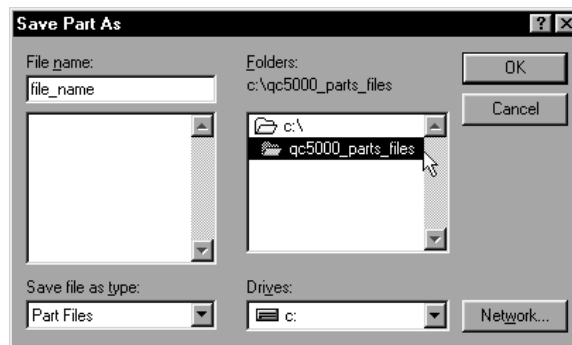 Save Part As
File name:
file_name
Folders:
c:\qc5000_parts_files
c:\
qc5000_parts_files
OK
Cancel
Save file as type:
Part Files
Drives:
c:
Network...